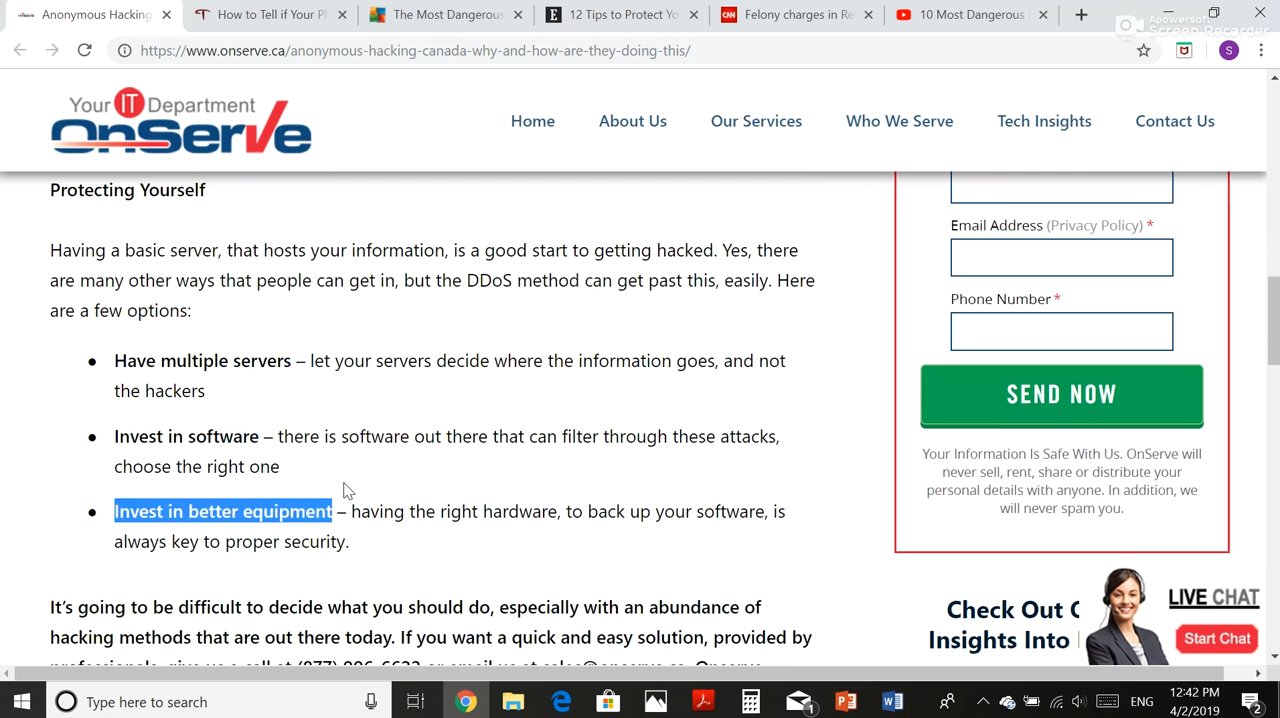 Anonymous Hacking
How to Tell if Your Ph
The Most Dangerous
12 Tips to Protect Yo
Felony charges in Re
10 Most Dangerous
Apowersoft
Screen Recorder
https://www.onserve.ca/anonymous-hacking-canada-why-and-how-are-they-doing-this/
S
Your IT Department
OnServe
Home
About Us
Our Services
Who We Serve
Tech Insights
Contact Us
Protecting Yourself
Having a basic server, that hosts your information, is a good start to getting hacked. Yes, there
are many other ways that people can get in, but the DDoS method can get past this, easily. Here
are a few options:
● Have multiple servers – let your servers decide where the information goes, and not
the hackers
● Invest in software – there is software out there that can filter through these attacks,
choose the right one
● Invest in better equipment – having the right hardware, to back up your software, is
always key to proper security.
It’s going to be difficult to decide what you should do, especially with an abundance of
hacking methods that are out there today. If you want a quick and easy solution, provided by
Email Address (Privacy Policy) *
Phone Number *
SEND NOW
Your Information Is Safe With Us. OnServe will
never sell, rent, share or distribute your
personal details with anyone. In addition, we
will never spam you.
Check Out
Insights Into
LIVE CHAT
Start Chat
Type here to search
1
ENG
12:42 PM
4/2/2019
2